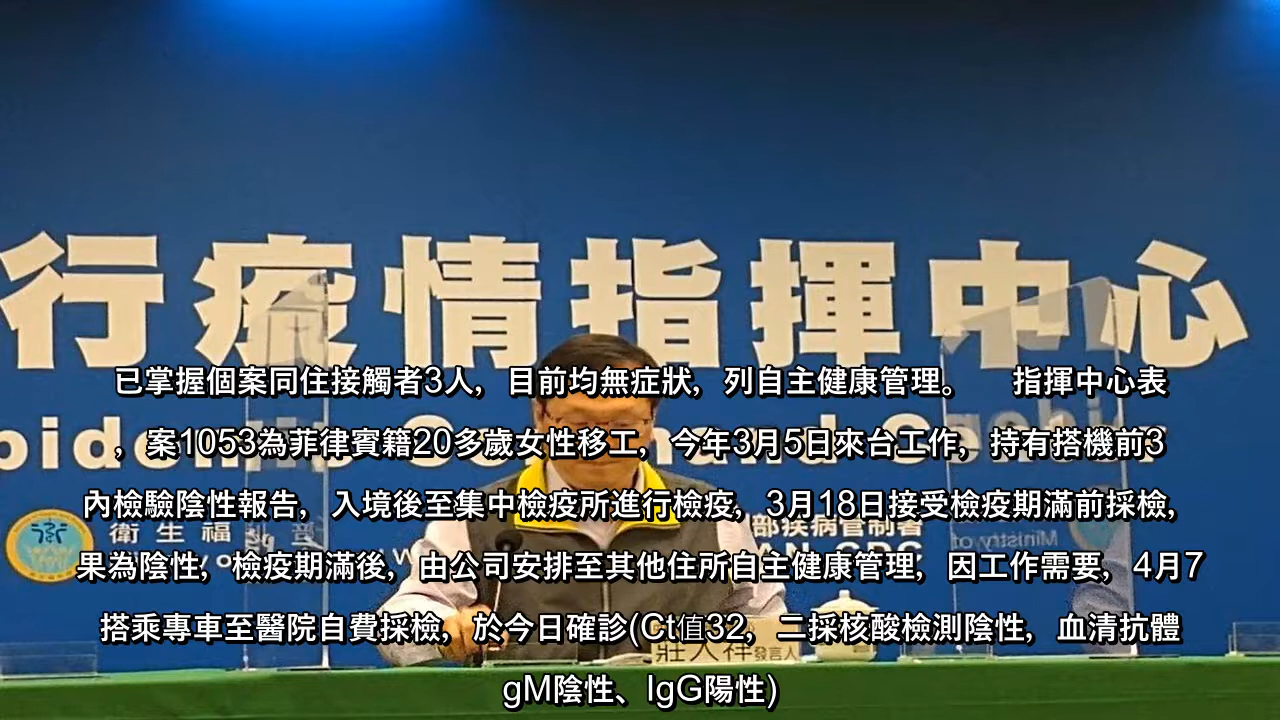 行疫情指揮中心
已掌握個案同住接觸者3人，目前均無症狀，列自主健康管理。 指揮中心表
，案1053為菲律賓籍20多歲女性移工，今年3月5日來台工作，持有搭機前3
內檢驗陰性報告，入境後至集中檢疫所進行檢疫，3月18日接受檢疫期滿前採檢，
衛生福利部
部疾病管制署
果為陰性，檢疫期滿後，由公司安排至其他住所自主健康管理，因工作需要，4月7
搭乘專車至醫院自費採檢，於今日確診(Ct值32，二採核酸檢測陰性，血清抗體
莊人祥發言人
gM陰性、IgG陽性)